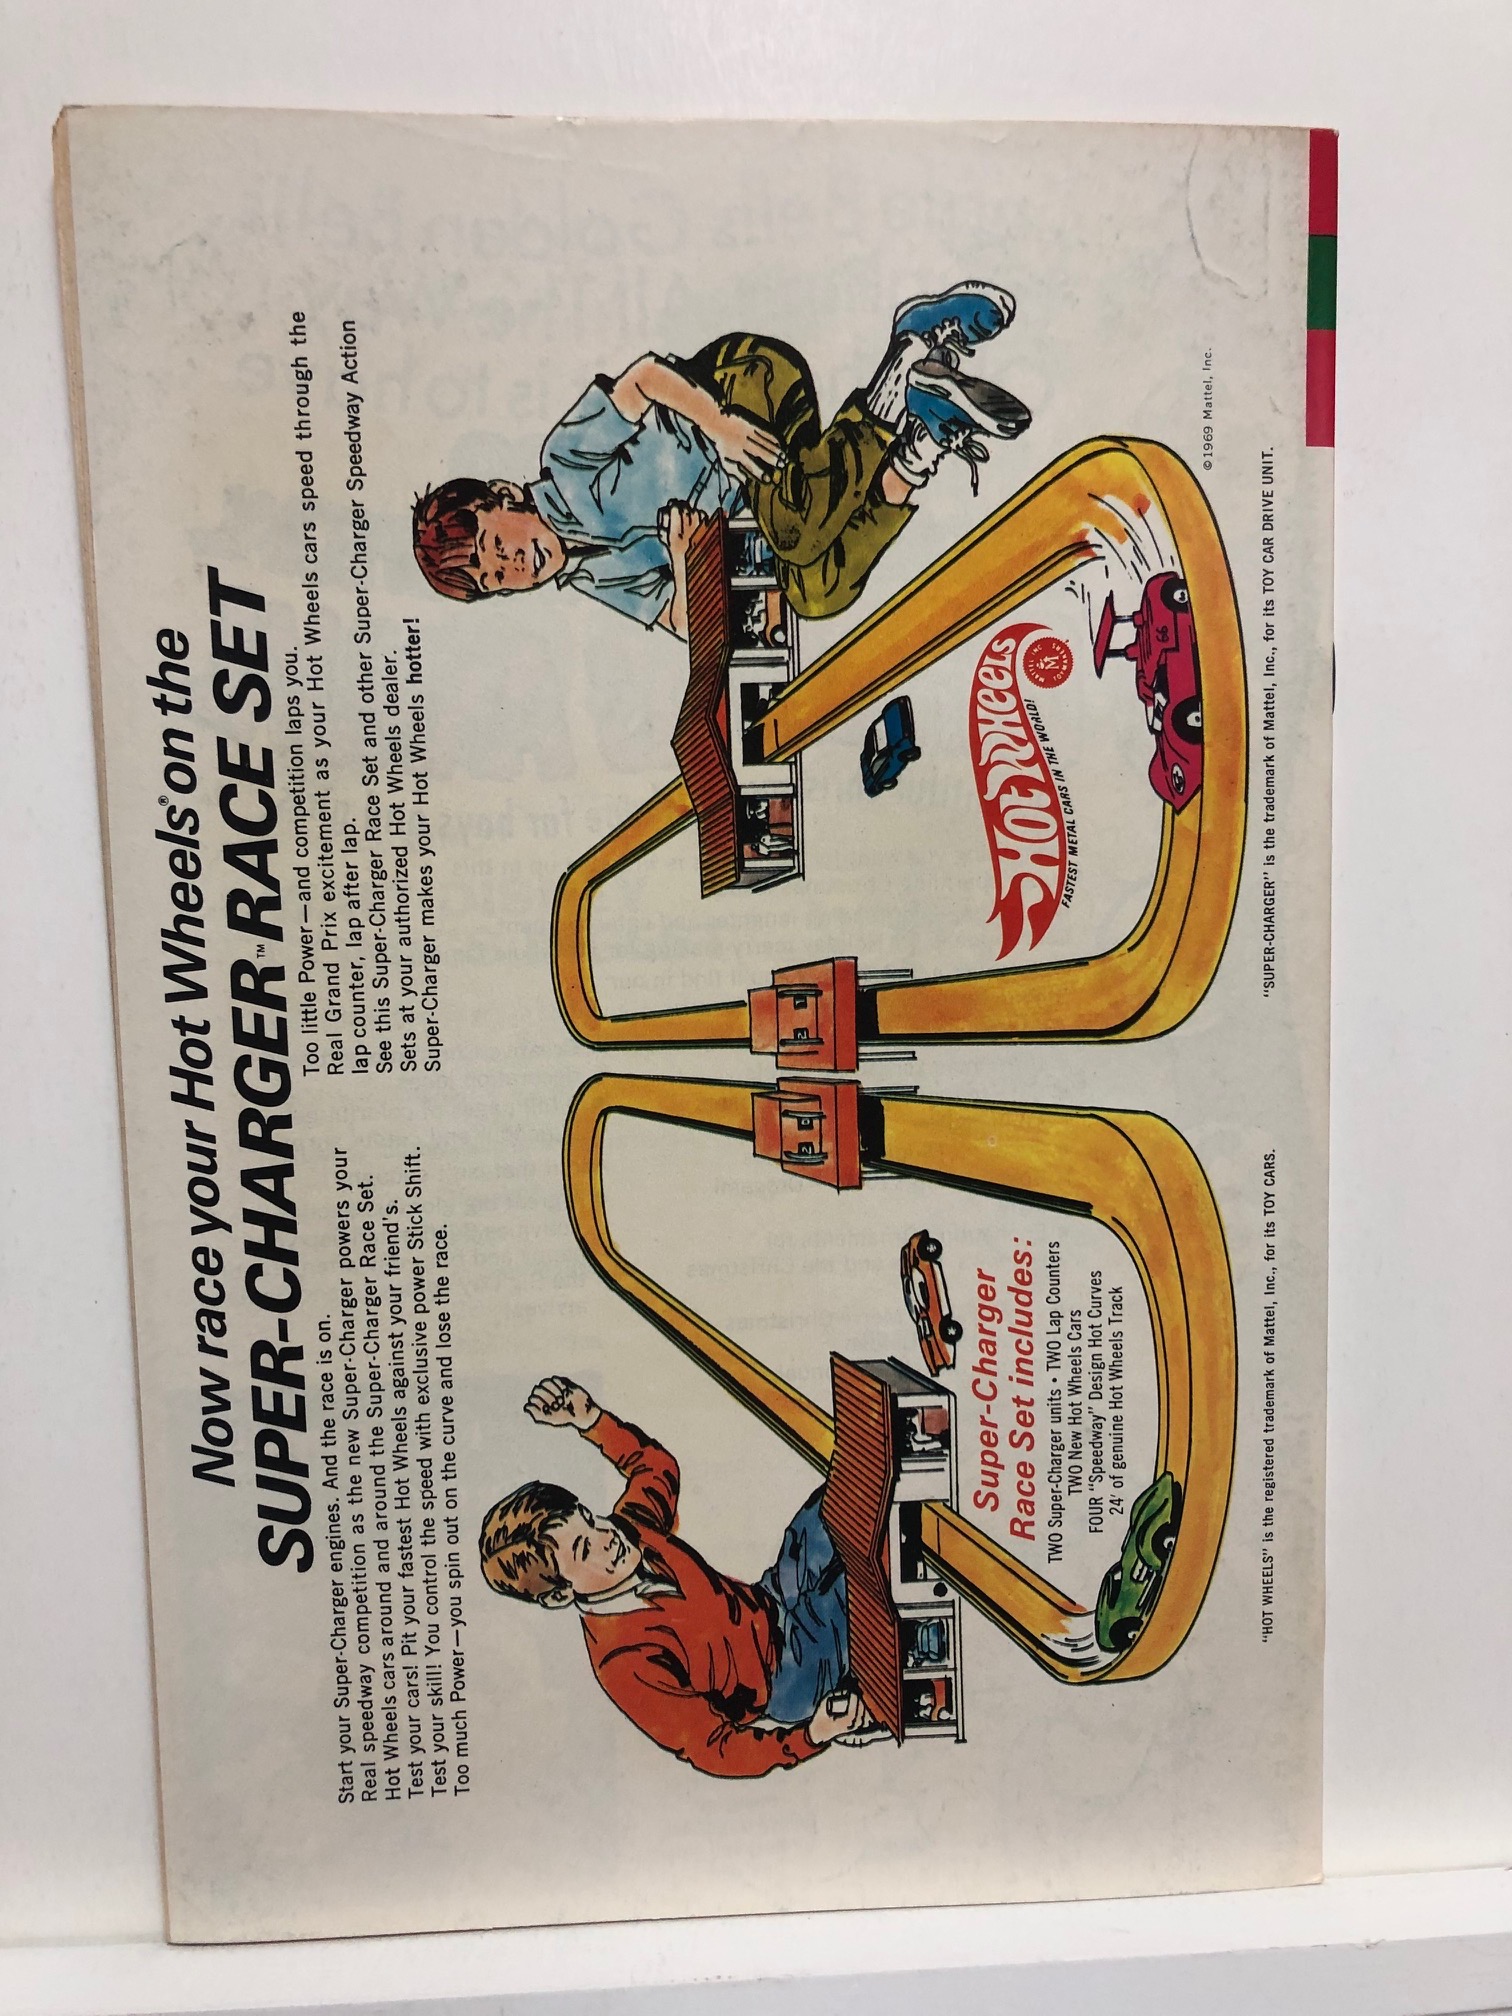 Now race your Hot Wheels® on the
SUPER-CHARGER™ RACE SET
Start your Super-Charger engines. And the race is on.
Real speedway competition as the new Super-Charger powers your
Hot Wheels cars around and around the Super-Charger Race Set.
Test your cars! Pit your fastest Hot Wheels against your friend's.
Test your skill! You control the speed with exclusive power Stick Shift.
Too much Power—you spin out on the curve and lose the race.
Too little Power—and competition laps you.
Real Grand Prix excitement as your Hot Wheels cars speed through the
lap counter, lap after lap.
See this Super-Charger Race Set and other Super-Charger Speedway Action
Sets at your authorized Hot Wheels dealer.
Super-Charger makes your Hot Wheels hotter!
Super-Charger
Race Set includes:
TWO Super-Charger units • TWO Lap Counters
TWO New Hot Wheels Cars
FOUR "Speedway" Design Hot Curves
24' of genuine Hot Wheels Track
HOT WHEELS
FASTEST METAL CARS IN THE WORLD!
MATTEL INC
TOYMAKERS
66
©1969 Mattel, Inc.
"HOT WHEELS" is the registered trademark of Mattel, Inc., for its TOY CARS.
"SUPER-CHARGER" is the trademark of Mattel, Inc., for its TOY CAR DRIVE UNIT.